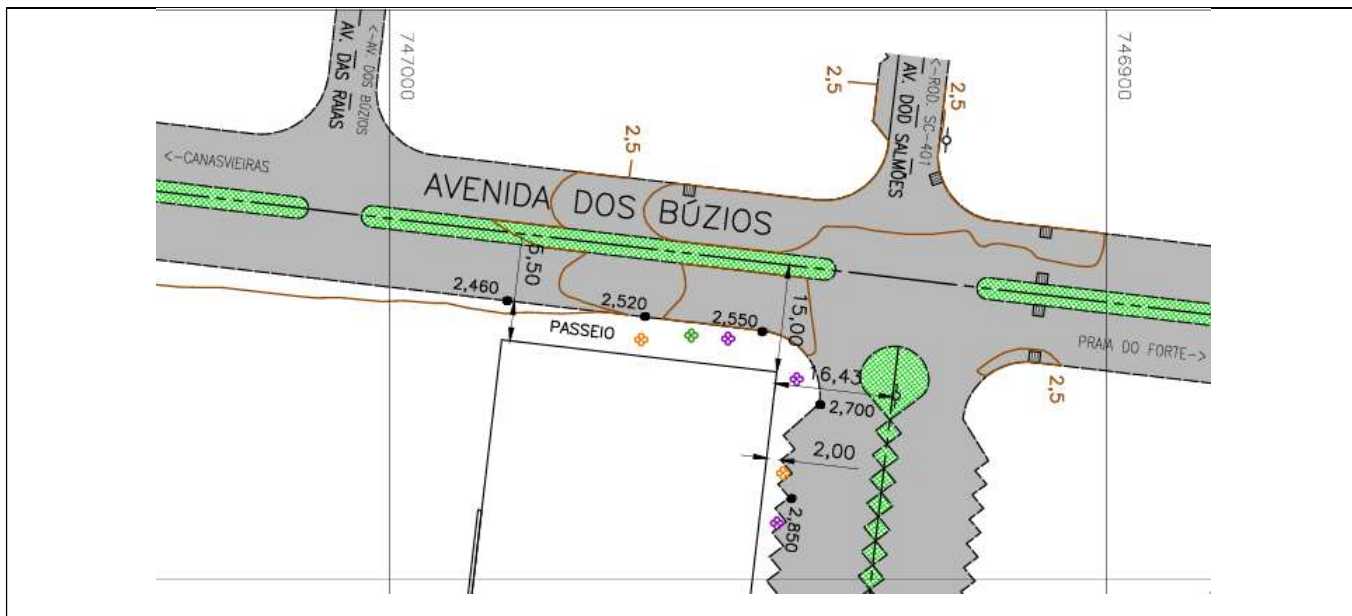 747000
746900
<-AV. DOS BÚZIOS
AV. DAS RAIAS
2,5
2,5
<-ROD. SC-401
AV. DOD SALMÕES
2,5
<-CANASVIEIRAS
AVENIDA DOS BÚZIOS
5,50
2,460
2,520
2,550
15,00
PASSEIO
PRAIA DO FORTE->
16,43
2,700
2,5
2,00
2,850